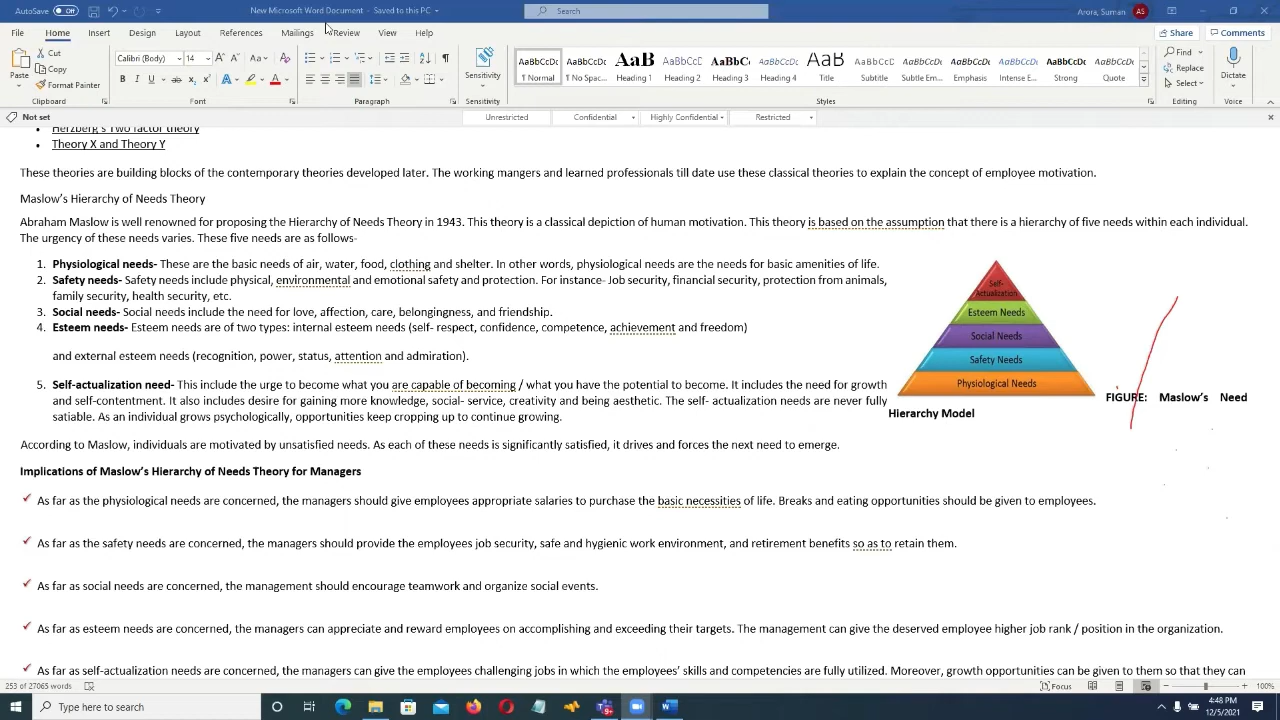 AutoSave Off New Microsoft Word Document - Saved to this PC Search Arora, Suman AS
File Home Insert Design Layout References Mailings Review View Help Share Comments
Cut Copy Format Painter Paste Clipboard
Calibri (Body) 14 Font
Paragraph
Sensitivity Sensitivity
AaBbCcDc AaBbCcDc AaB AaBbCcC AaBbC AaBbCcD AaB AaBbCcD AaBbCcDt AaBbCcDt AaBbCcDt AaBbCcDc AaBbCcDt
¶ Normal ¶ No Spac... Heading 1 Heading 2 Heading 3 Heading 4 Title Subtitle Subtle Em... Emphasis Intense E... Strong Quote
Styles
Find Replace Select Editing
Dictate Voice
Not set Unrestricted Confidential Highly Confidential Restricted
• Herzberg's Two factor theory
• Theory X and Theory Y
These theories are building blocks of the contemporary theories developed later. The working mangers and learned professionals till date use these classical theories to explain the concept of employee motivation.
Maslow's Hierarchy of Needs Theory
Abraham Maslow is well renowned for proposing the Hierarchy of Needs Theory in 1943. This theory is a classical depiction of human motivation. This theory is based on the assumption that there is a hierarchy of five needs within each individual.
The urgency of these needs varies. These five needs are as follows-
1. Physiological needs- These are the basic needs of air, water, food, clothing and shelter. In other words, physiological needs are the needs for basic amenities of life.
2. Safety needs- Safety needs include physical, environmental and emotional safety and protection. For instance- Job security, financial security, protection from animals,
family security, health security, etc.
3. Social needs- Social needs include the need for love, affection, care, belongingness, and friendship.
4. Esteem needs- Esteem needs are of two types: internal esteem needs (self- respect, confidence, competence, achievement and freedom)
and external esteem needs (recognition, power, status, attention and admiration).
5. Self-actualization need- This include the urge to become what you are capable of becoming / what you have the potential to become. It includes the need for growth
and self-contentment. It also includes desire for gaining more knowledge, social- service, creativity and being aesthetic. The self- actualization needs are never fully
satiable. As an individual grows psychologically, opportunities keep cropping up to continue growing.
Self-
Actualization
Esteem Needs
Social Needs
Safety Needs
Physiological Needs
FIGURE: Maslow's Need
Hierarchy Model
According to Maslow, individuals are motivated by unsatisfied needs. As each of these needs is significantly satisfied, it drives and forces the next need to emerge.
Implications of Maslow's Hierarchy of Needs Theory for Managers
As far as the physiological needs are concerned, the managers should give employees appropriate salaries to purchase the basic necessities of life. Breaks and eating opportunities should be given to employees.
As far as the safety needs are concerned, the managers should provide the employees job security, safe and hygienic work environment, and retirement benefits so as to retain them.
As far as social needs are concerned, the management should encourage teamwork and organize social events.
As far as esteem needs are concerned, the managers can appreciate and reward employees on accomplishing and exceeding their targets. The management can give the deserved employee higher job rank / position in the organization.
As far as self-actualization needs are concerned, the managers can give the employees challenging jobs in which the employees' skills and competencies are fully utilized. Moreover, growth opportunities can be given to them so that they can
253 of 27065 words Focus 100%
Type here to search
4:48 PM
12/5/2021